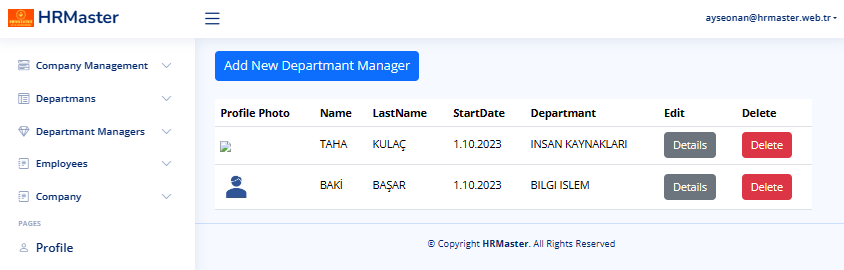 HRMaster
ayseonan@hrmaster.web.tr
Company Management
Departmans
Departmant Managers
Employees
Company
PAGES
Profile
Add New Departmant Manager
Profile Photo Name LastName StartDate Departmant Edit Delete
TAHA KULAÇ 1.10.2023 INSAN KAYNAKLARI Details Delete
BAKİ BAŞAR 1.10.2023 BILGI ISLEM Details Delete
© Copyright HRMaster. All Rights Reserved